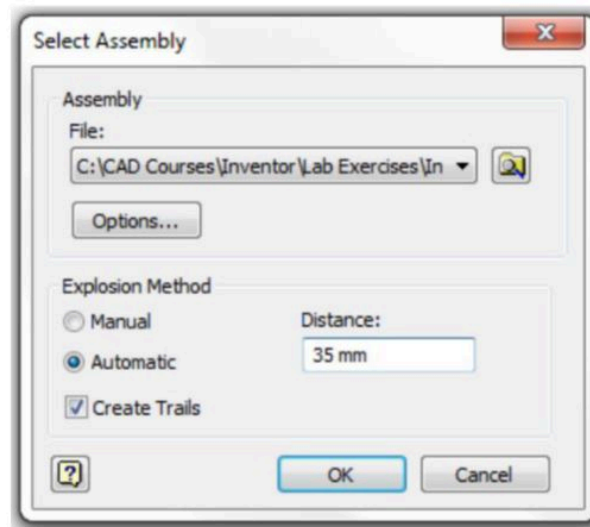 Select Assembly
Assembly
File:
C:\CAD Courses\Inventor\Lab Exercises\In
Options...
Explosion Method
Manual
Distance:
Automatic
35 mm
Create Trails
OK
Cancel